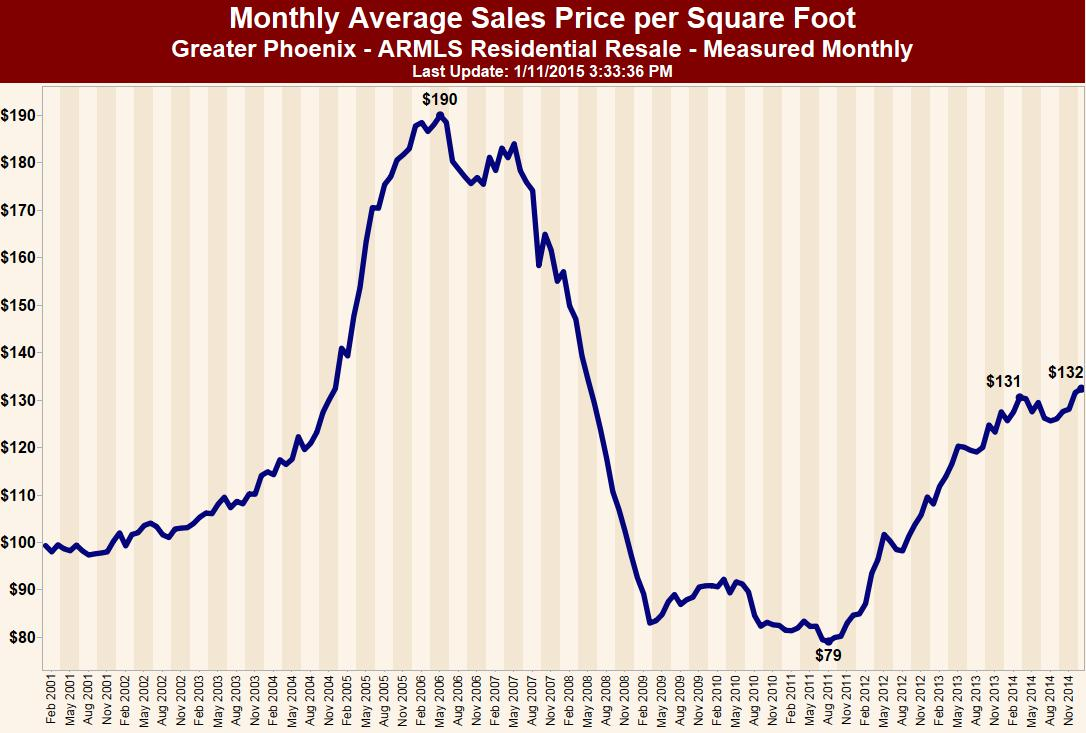 Monthly Average Sales Price per Square Foot
Greater Phoenix - ARMLS Residential Resale - Measured Monthly
Last Update: 1/11/2015 3:33:36 PM
$190
$190
$180
$170
$160
$150
$140
$132
$131
$130
$120
$110
$100
$90
$80
$79
Feb 2001
May 2001
Aug 2001
Nov 2001
Feb 2002
May 2002
Aug 2002
Nov 2002
Feb 2003
May 2003
Aug 2003
Nov 2003
Feb 2004
May 2004
Aug 2004
Nov 2004
Feb 2005
May 2005
Aug 2005
Nov 2005
Feb 2006
May 2006
Aug 2006
Nov 2006
Feb 2007
May 2007
Aug 2007
Nov 2007
Feb 2008
May 2008
Aug 2008
Nov 2008
Feb 2009
May 2009
Aug 2009
Nov 2009
Feb 2010
May 2010
Aug 2010
Nov 2010
Feb 2011
May 2011
Aug 2011
Nov 2011
Feb 2012
May 2012
Aug 2012
Nov 2012
Feb 2013
May 2013
Aug 2013
Nov 2013
Feb 2014
May 2014
Aug 2014
Nov 2014